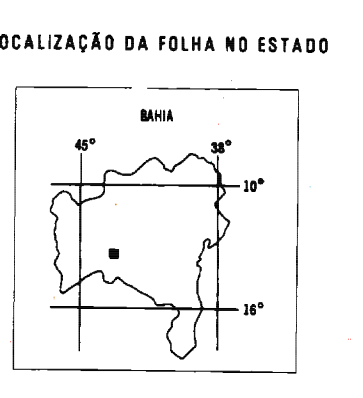 OCALIZAÇÃO DA FOLHA NO ESTADO
BAHIA
45° 38°
10°
16°